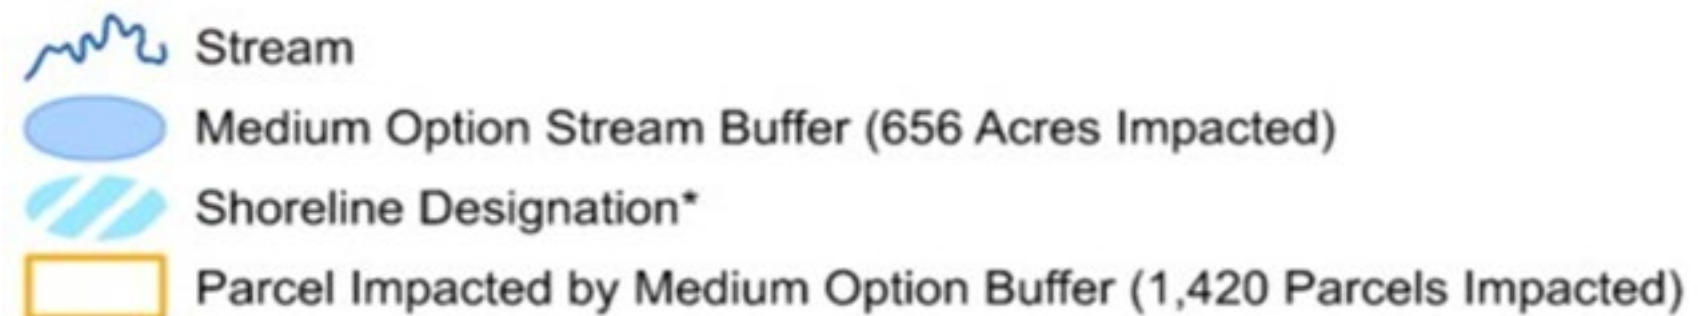 Stream
Medium Option Stream Buffer (656 Acres Impacted)
Shoreline Designation*
Parcel Impacted by Medium Option Buffer (1,420 Parcels Impacted)